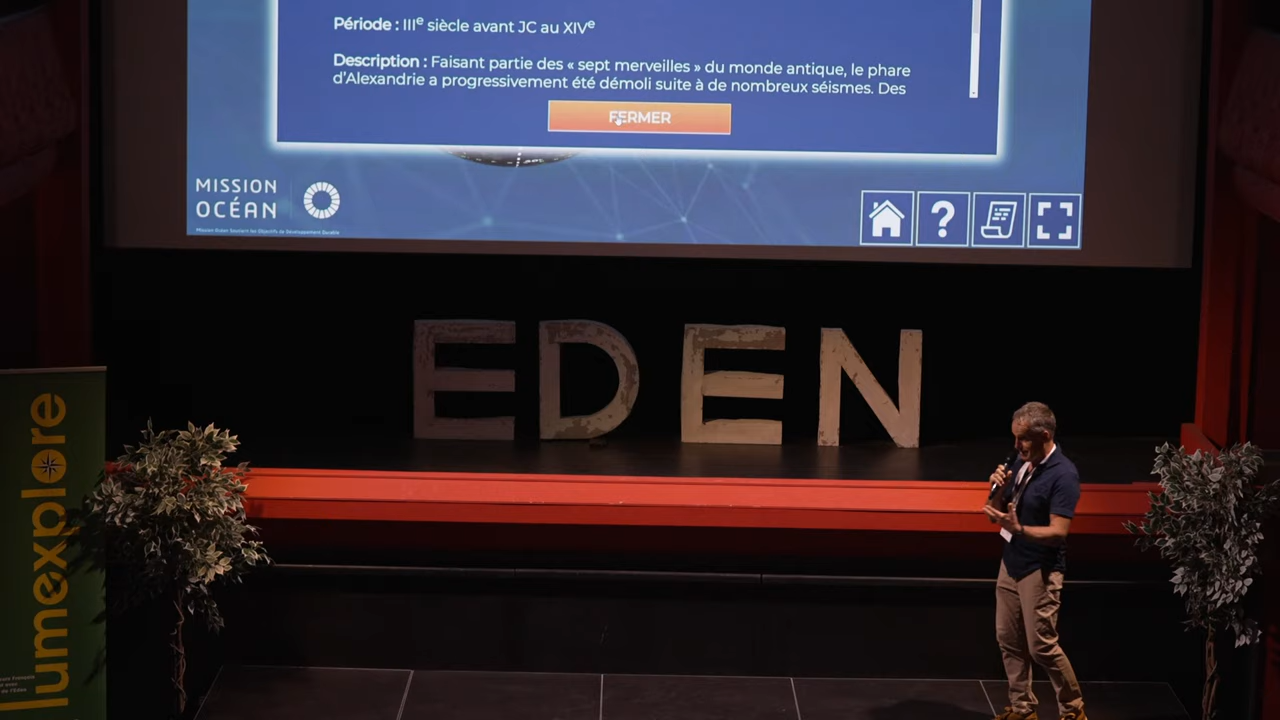 Période : IIIe siècle avant JC au XIVe
Description : Faisant partie des « sept merveilles » du monde antique, le phare
d'Alexandrie a progressivement été démoli suite à de nombreux séismes. Des
FERMER
MISSION
OCÉAN
?
EDEN
lumexplore